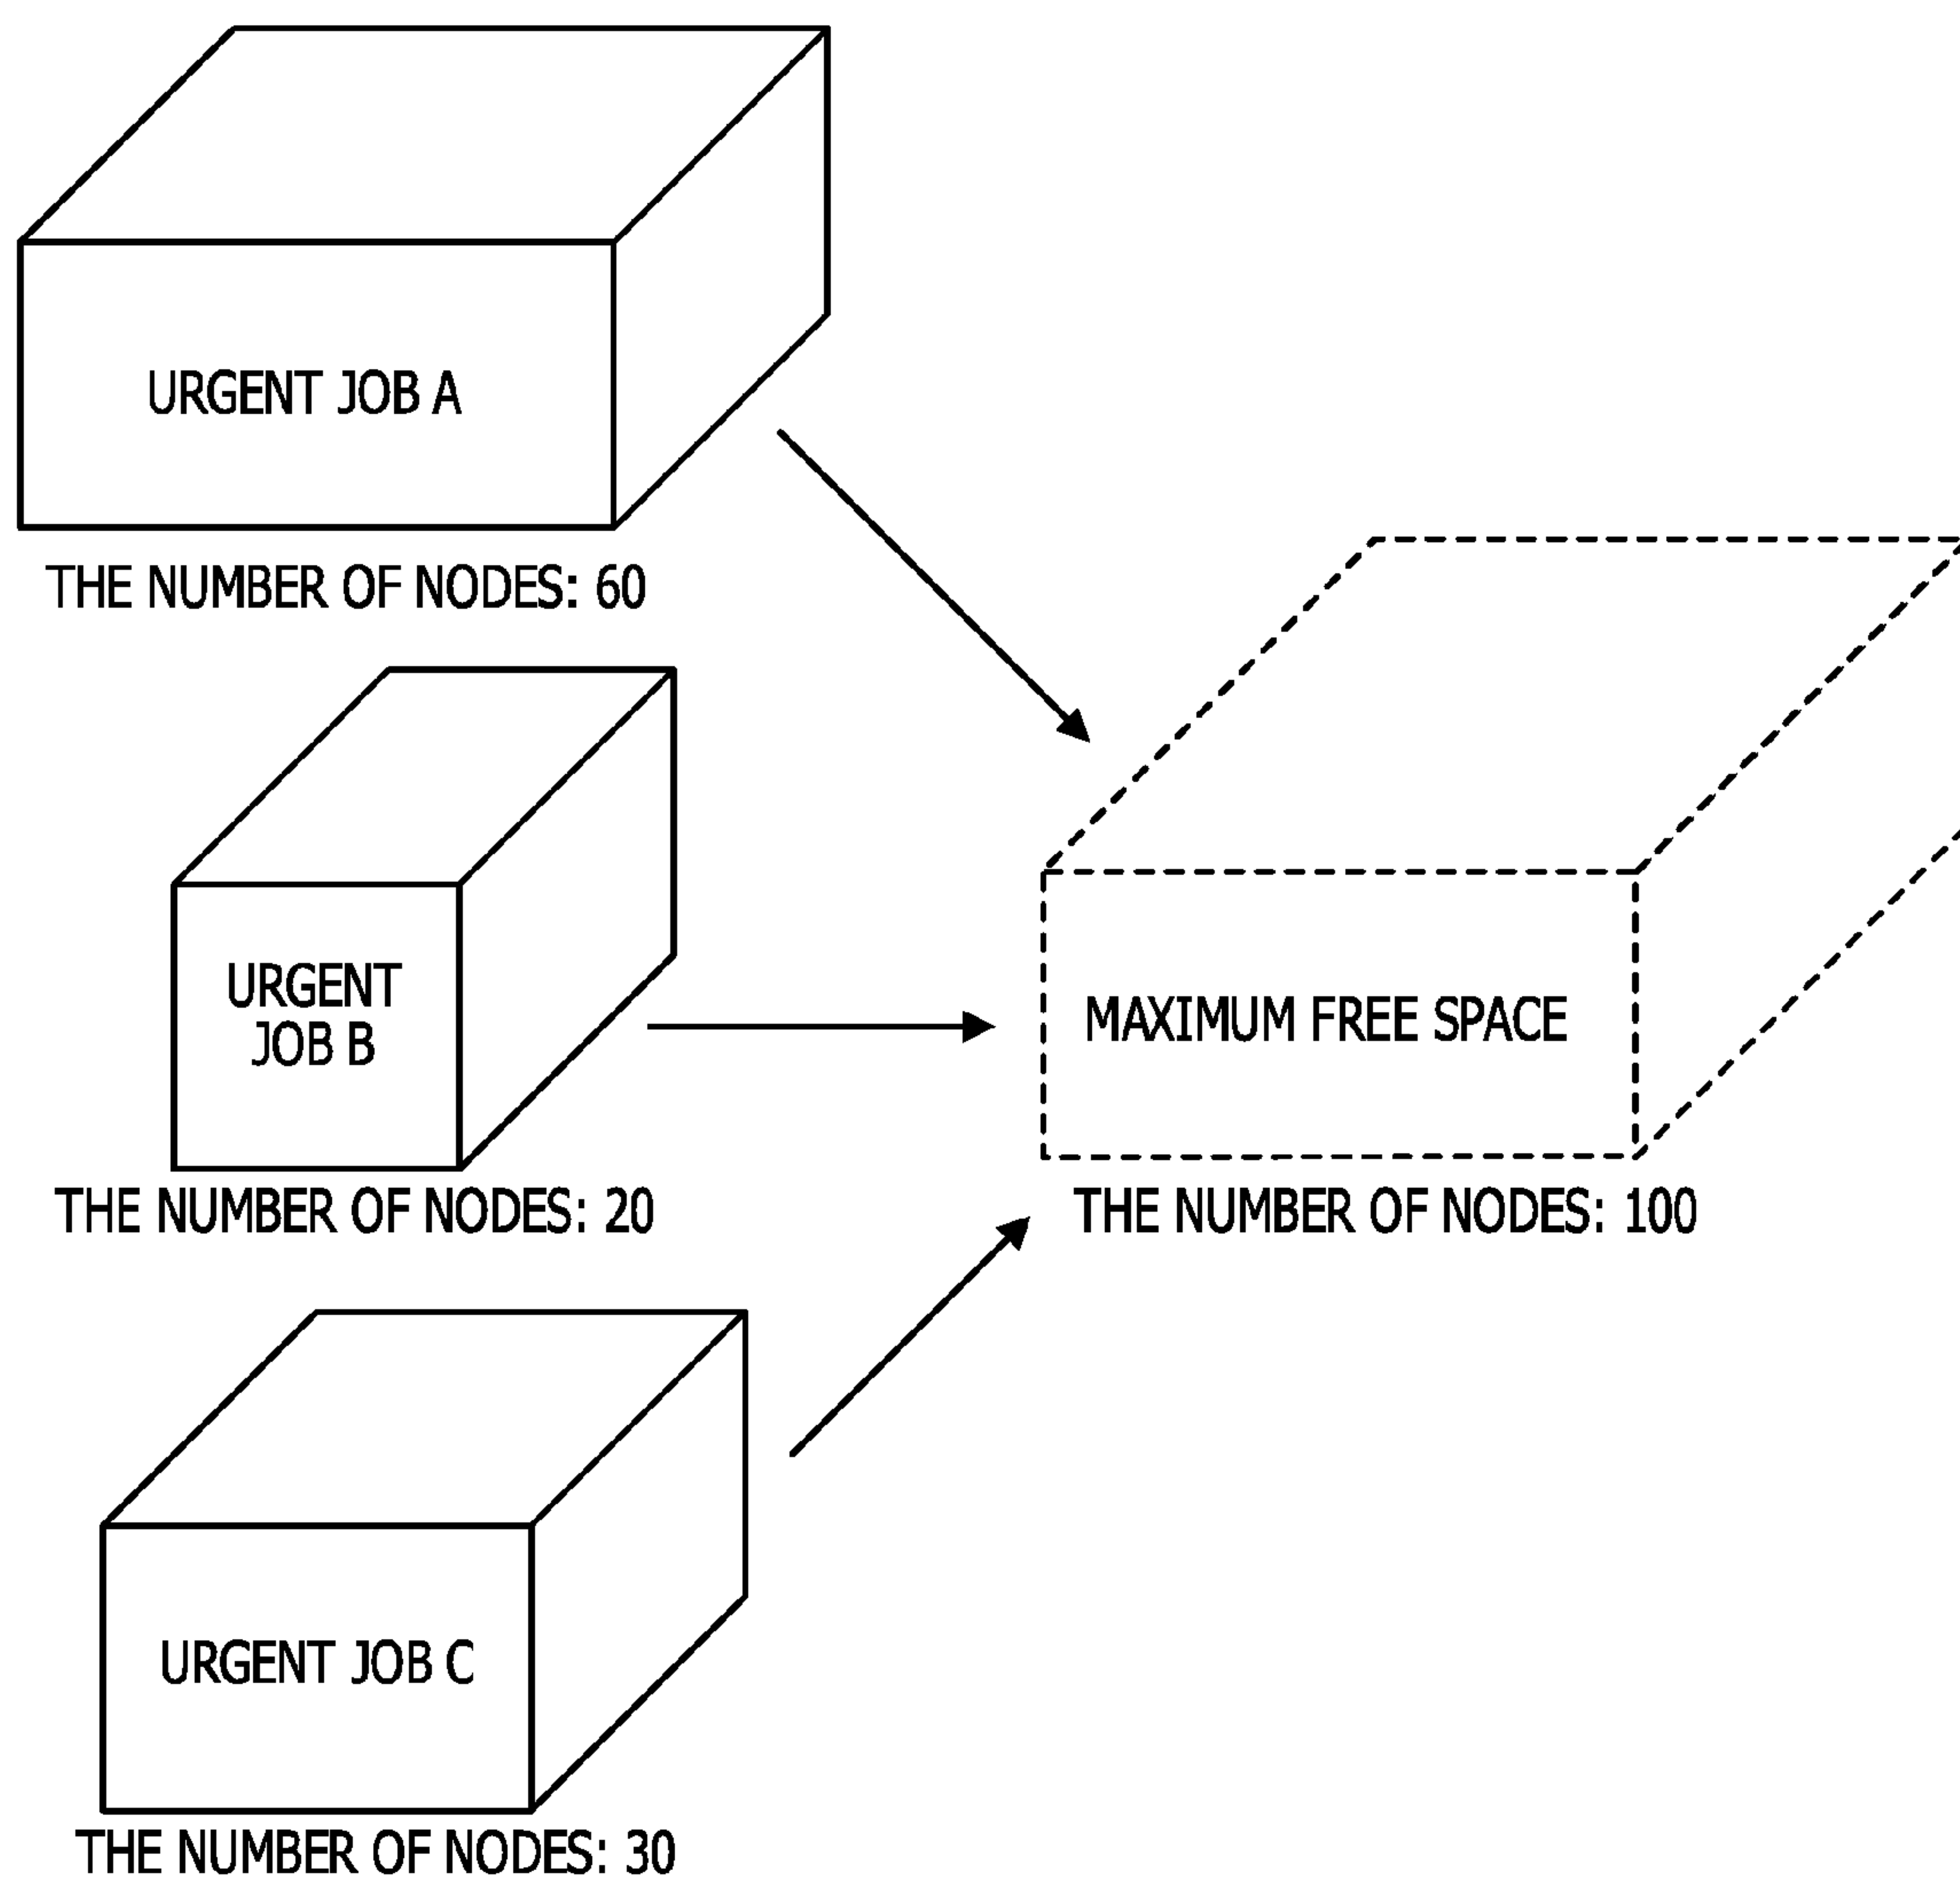 URGENT JOB A
THE NUMBER OF NODES: 60
URGENT
JOB B
THE NUMBER OF NODES: 20
MAXIMUM FREE SPACE
THE NUMBER OF NODES: 100
URGENT JOB C
THE NUMBER OF NODES: 30